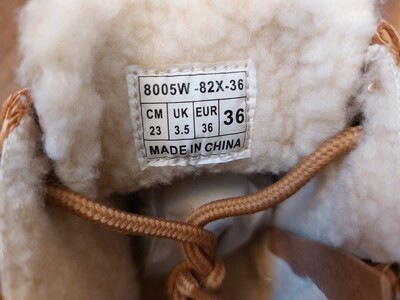 8005W -82X-36
CM UK EUR 36
23 3.5 36
MADE IN CHINA